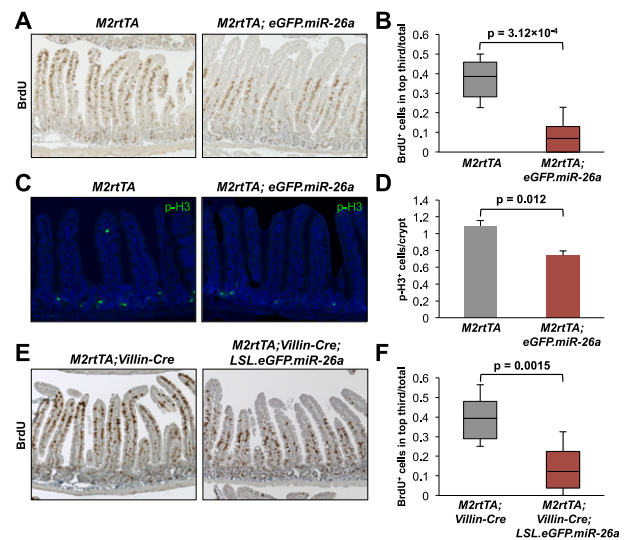 A
M2rtTA
M2rtTA; eGFP.miR-26a
BrdU
B
p = 3.12×10⁻⁴
BrdU⁺ cells in top third/total
0.6
0.5
0.4
0.3
0.2
0.1
0
M2rtTA
M2rtTA;
eGFP.miR-26a
C
M2rtTA
M2rtTA; eGFP.miR-26a
p-H3
p-H3
D
p = 0.012
p-H3⁺ cells/crypt
1.4
1.2
1
0.8
0.6
0.4
0.2
0
M2rtTA
M2rtTA;
eGFP.miR-26a
E
M2rtTA;Villin-Cre
M2rtTA;Villin-Cre;
LSL.eGFP.miR-26a
BrdU
F
p = 0.0015
BrdU⁺ cells in top third/total
0.6
0.5
0.4
0.3
0.2
0.1
0
M2rtTA;
Villin-Cre
M2rtTA;
Villin-Cre;
LSL.eGFP.miR-26a